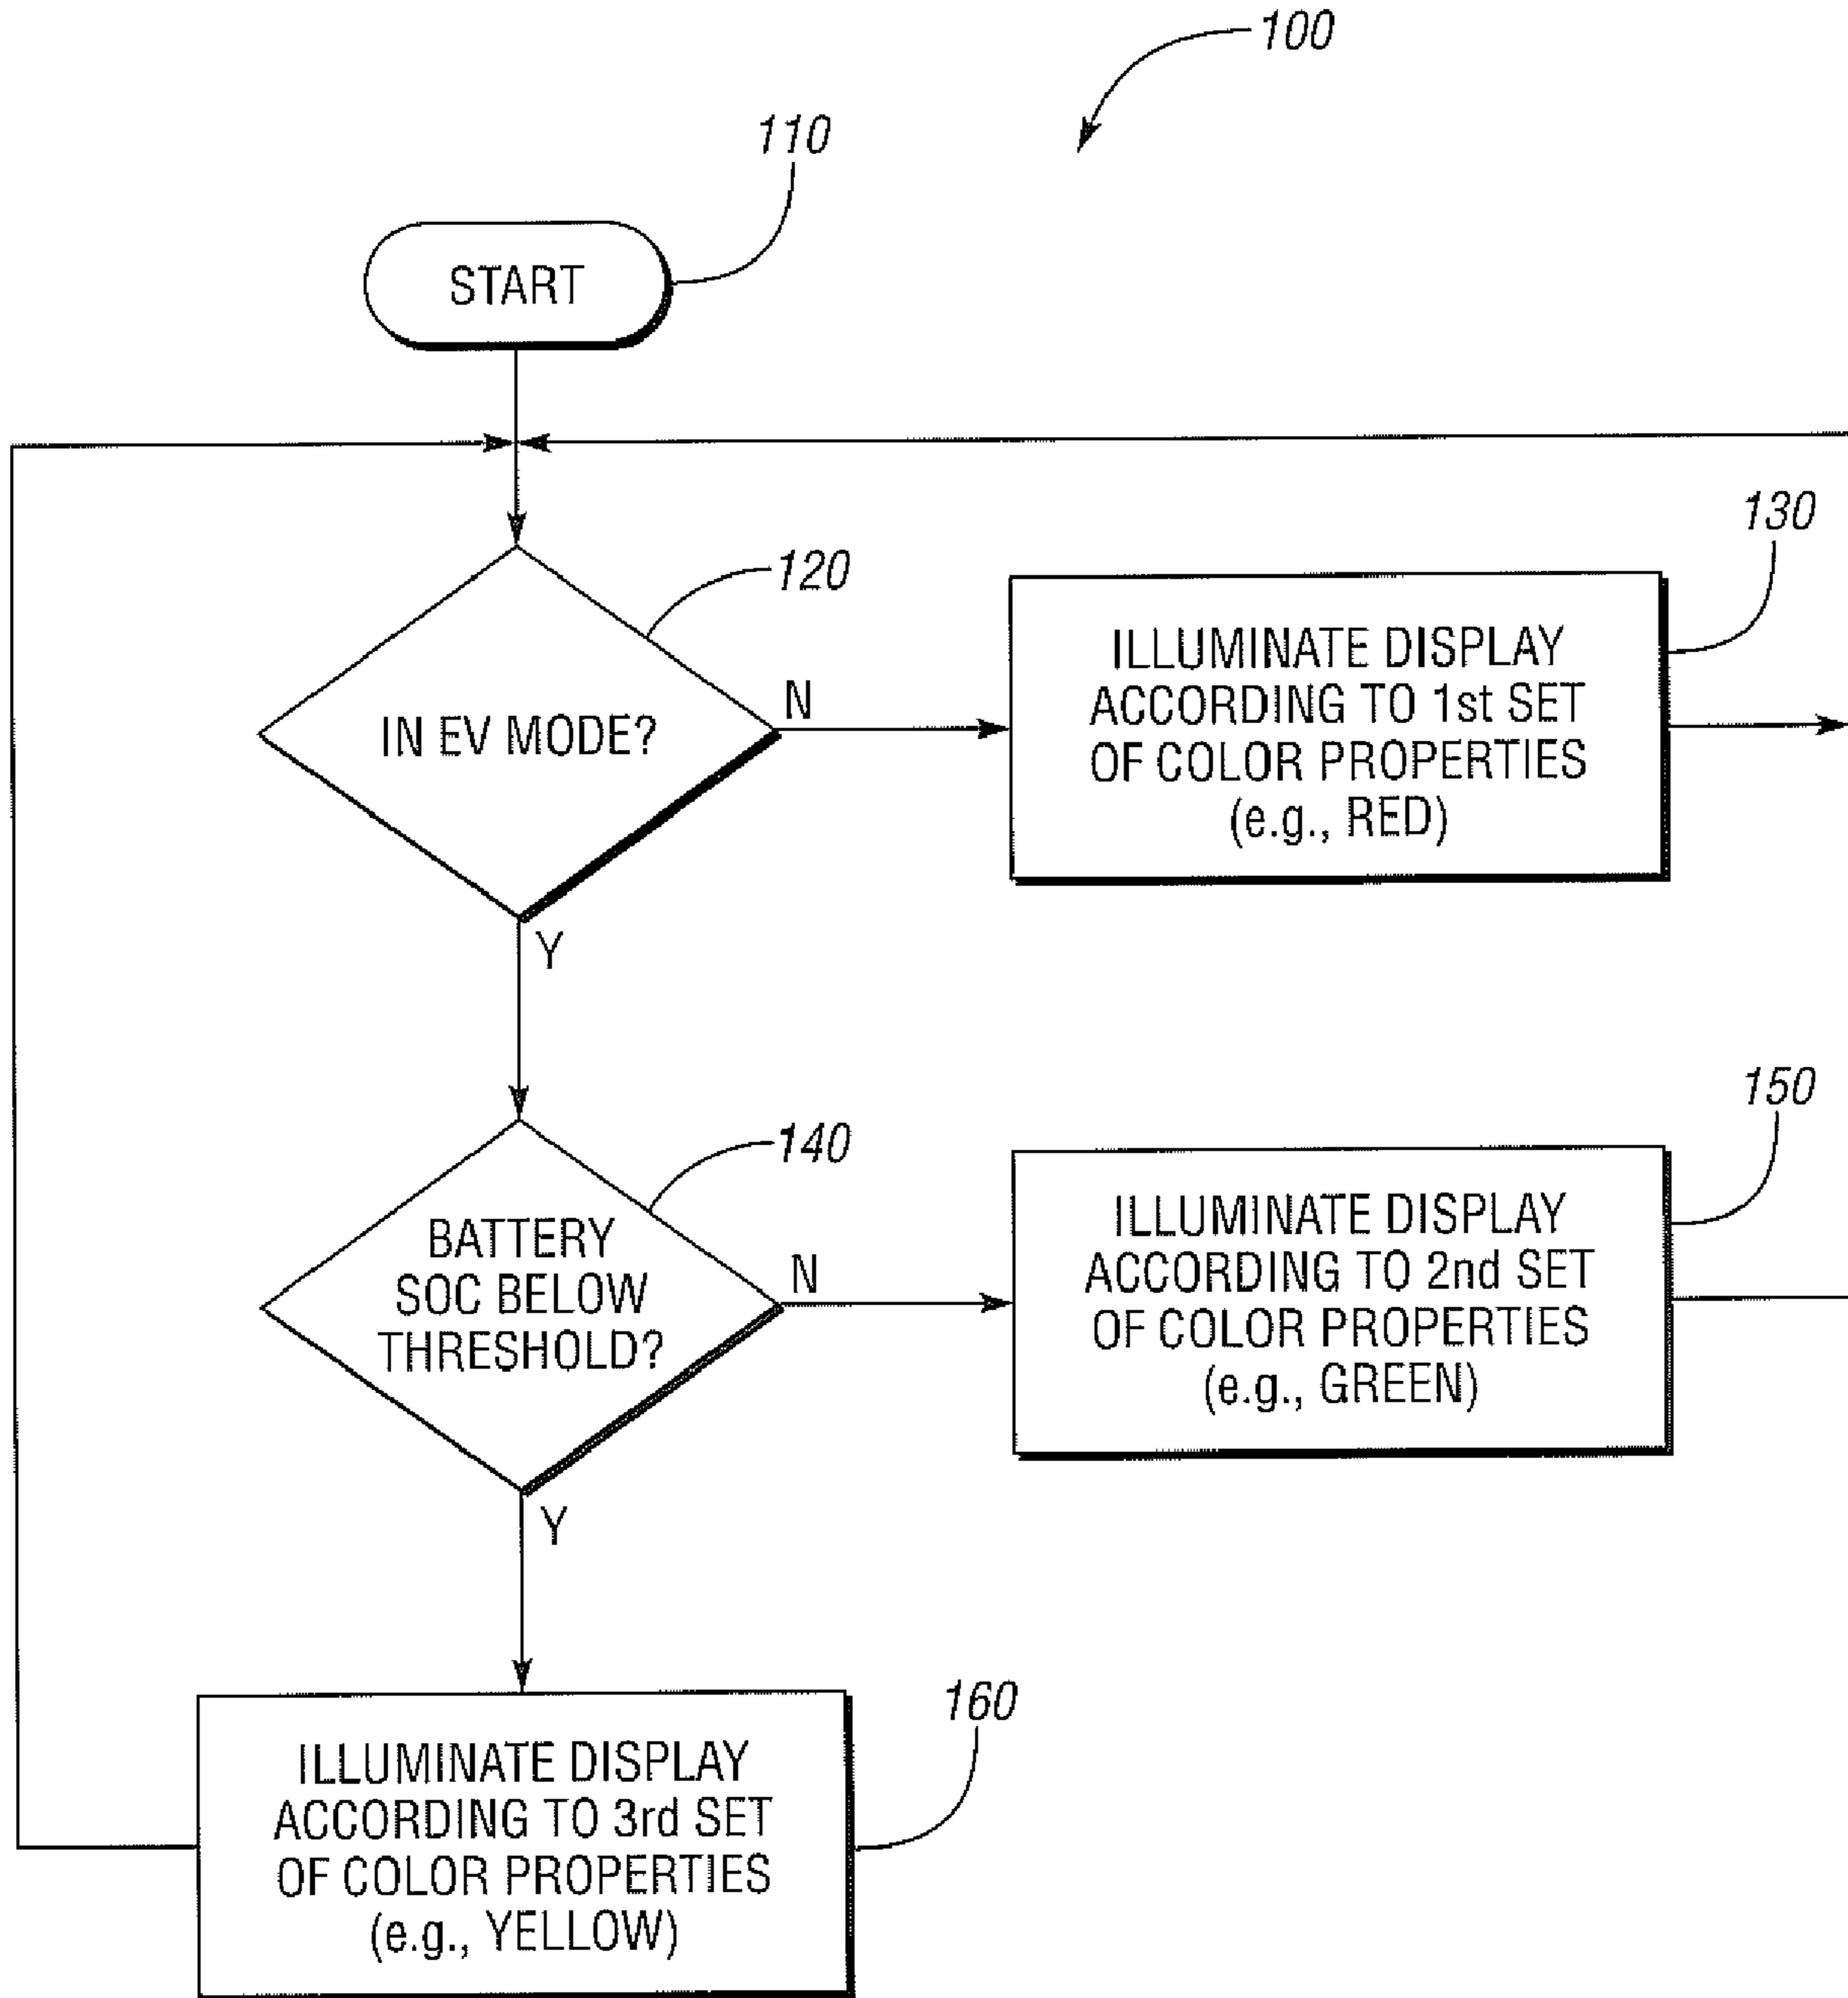 100
110
START
120
IN EV MODE?
N
Y
130
ILLUMINATE DISPLAY
ACCORDING TO 1st SET
OF COLOR PROPERTIES
(e.g., RED)
140
BATTERY
SOC BELOW
THRESHOLD?
N
Y
150
ILLUMINATE DISPLAY
ACCORDING TO 2nd SET
OF COLOR PROPERTIES
(e.g., GREEN)
160
ILLUMINATE DISPLAY
ACCORDING TO 3rd SET
OF COLOR PROPERTIES
(e.g., YELLOW)